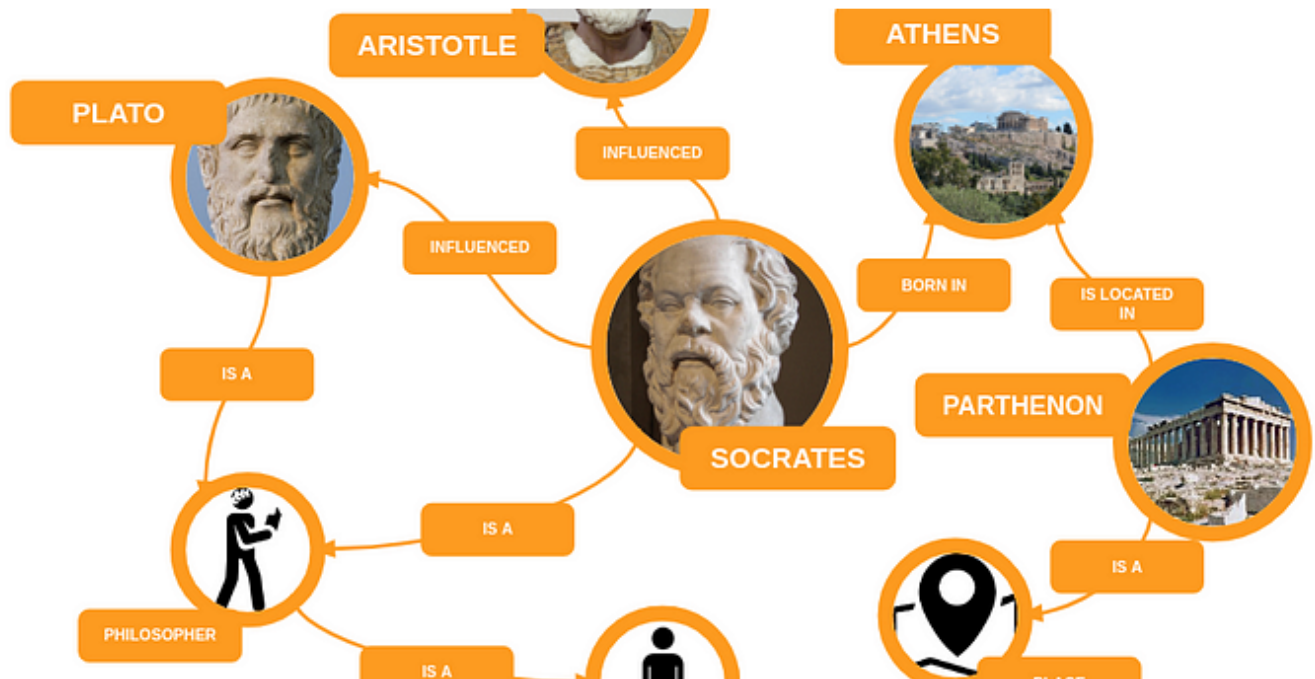 ARISTOTLE
ATHENS
PLATO
INFLUENCED
INFLUENCED
BORN IN
IS LOCATED
IN
IS A
PARTHENON
SOCRATES
IS A
IS A
PHILOSOPHER
IS A